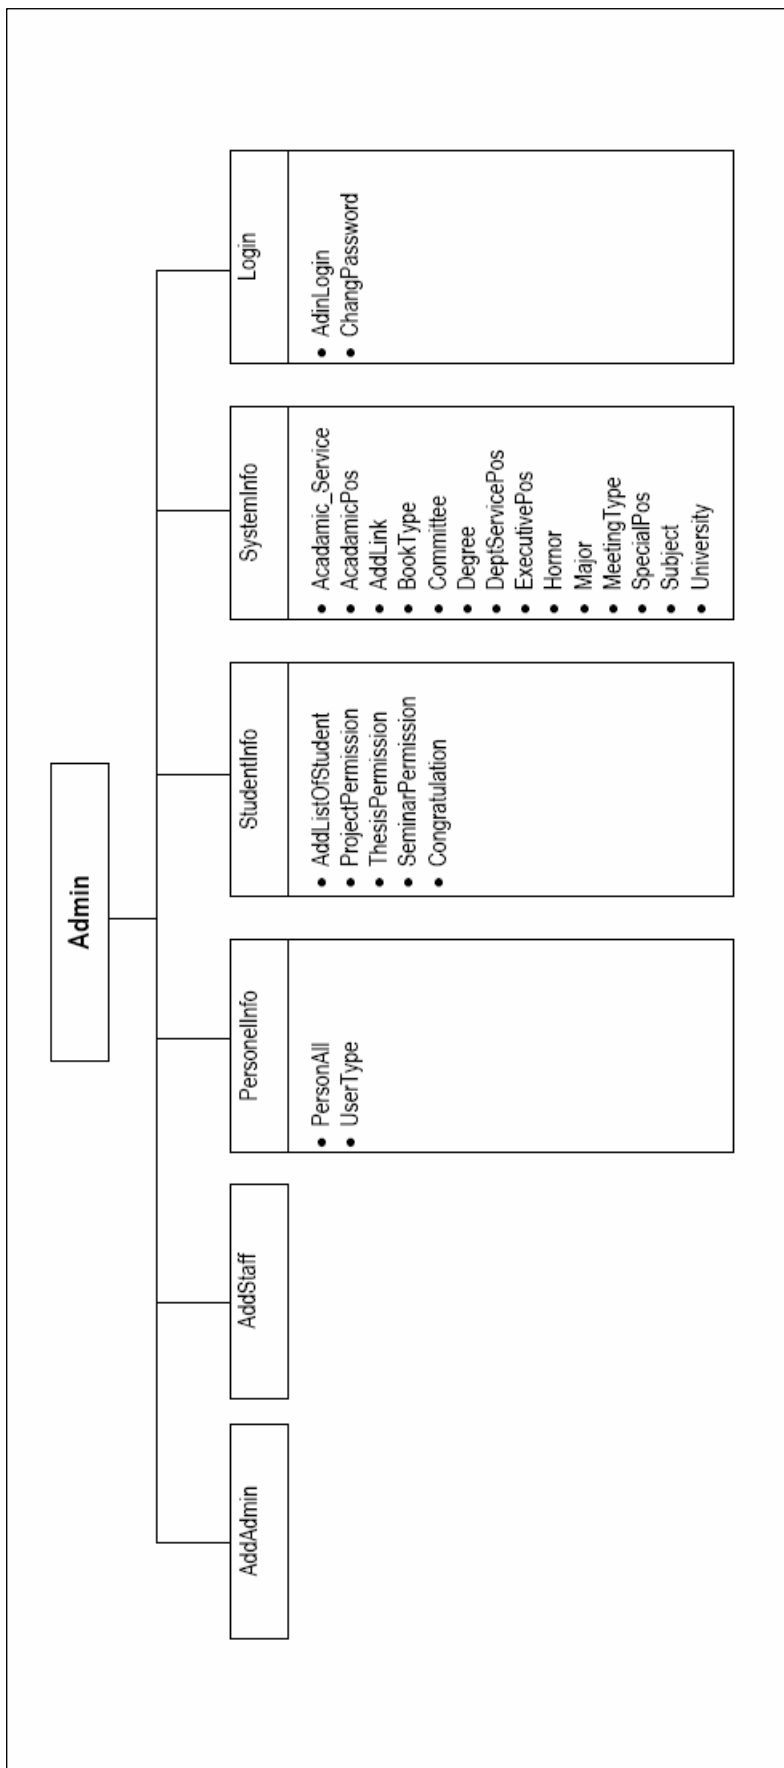 Admin
AddAdmin
AddStaff
PersonelInfo
• PersonAll
• UserType
StudentInfo
• AddListOfStudent
• ProjectPermission
• ThesisPermission
• SeminarPermission
• Congratulation
SystemInfo
• Acadamic_Service
• AcadamicPos
• AddLink
• BookType
• Committee
• Degree
• DeptServicePos
• ExecutivePos
• Hornor
• Major
• MeetingType
• SpecialPos
• Subject
• University
Login
• AdinLogin
• ChangPassword